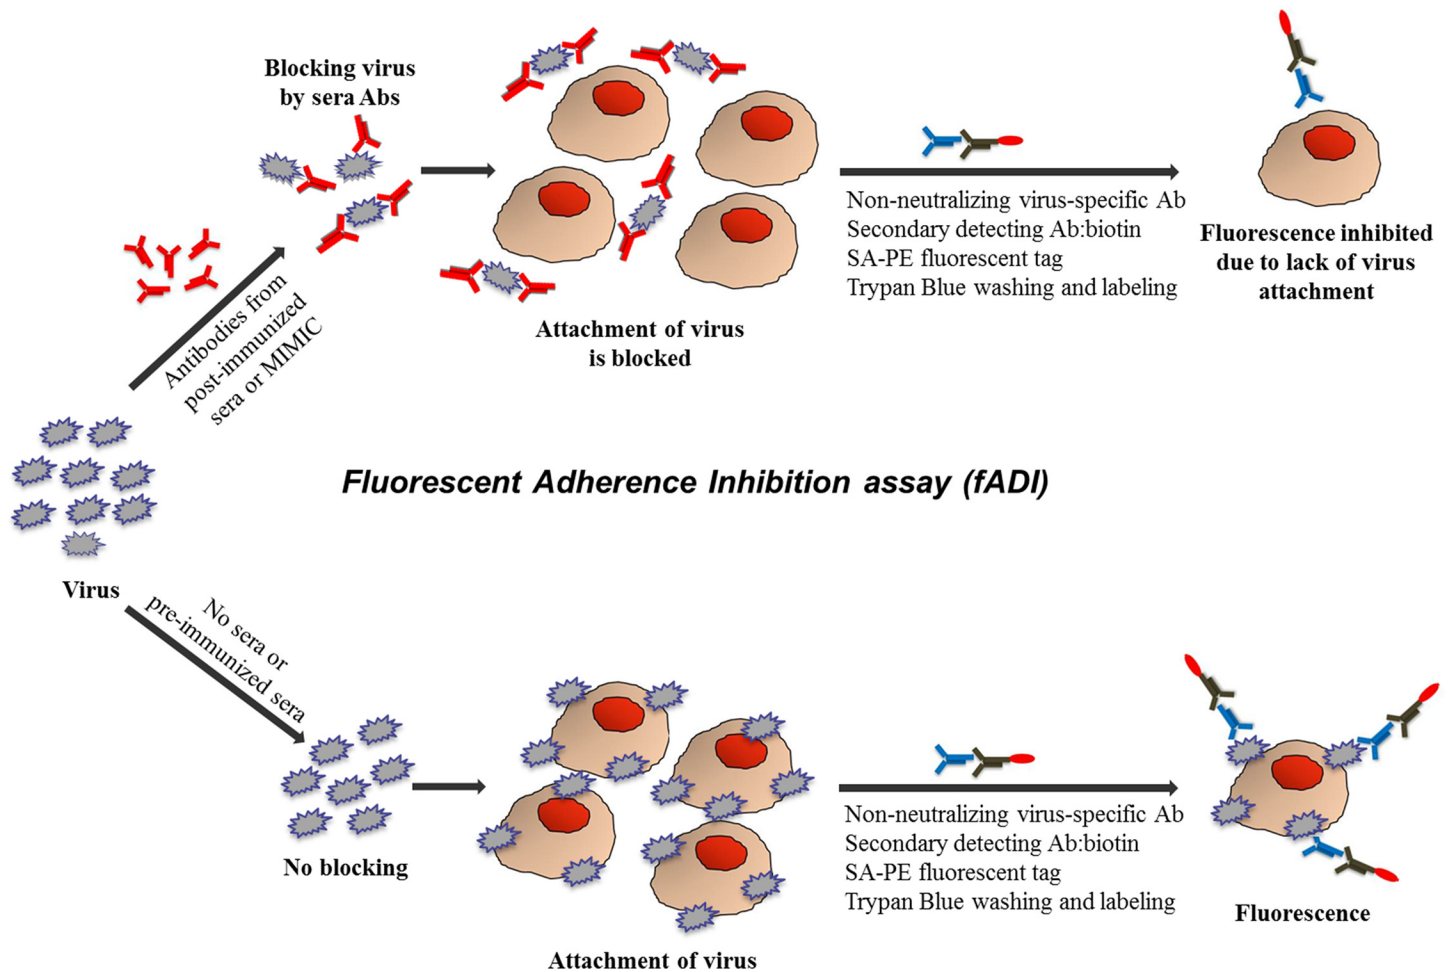 Blocking virus
by sera Abs
Antibodies from
post-immunized
sera or MIMIC
Attachment of virus
is blocked
Non-neutralizing virus-specific Ab
Secondary detecting Ab:biotin
SA-PE fluorescent tag
Trypan Blue washing and labeling
Fluorescence inhibited
due to lack of virus
attachment
Fluorescent Adherence Inhibition assay (fADI)
Virus
No sera or
pre-immunized sera
No blocking
Attachment of virus
Non-neutralizing virus-specific Ab
Secondary detecting Ab:biotin
SA-PE fluorescent tag
Trypan Blue washing and labeling
Fluorescence